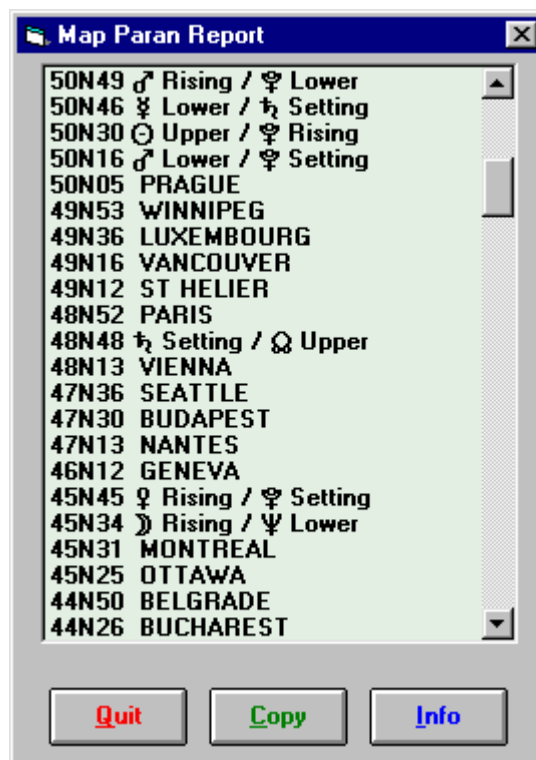 Map Paran Report
50N49 ♂ Rising / ⯓ Lower
50N46 ☿ Lower / ♄ Setting
50N30 ☉ Upper / ⯓ Rising
50N16 ♂ Lower / ⯓ Setting
50N05 PRAGUE
49N53 WINNIPEG
49N36 LUXEMBOURG
49N16 VANCOUVER
49N12 ST HELIER
48N52 PARIS
48N48 ♄ Setting / ☊ Upper
48N13 VIENNA
47N36 SEATTLE
47N30 BUDAPEST
47N13 NANTES
46N12 GENEVA
45N45 ♀ Rising / ⯓ Setting
45N34 ☽ Rising / ♆ Lower
45N31 MONTREAL
45N25 OTTAWA
44N50 BELGRADE
44N26 BUCHAREST
Quit Copy Info